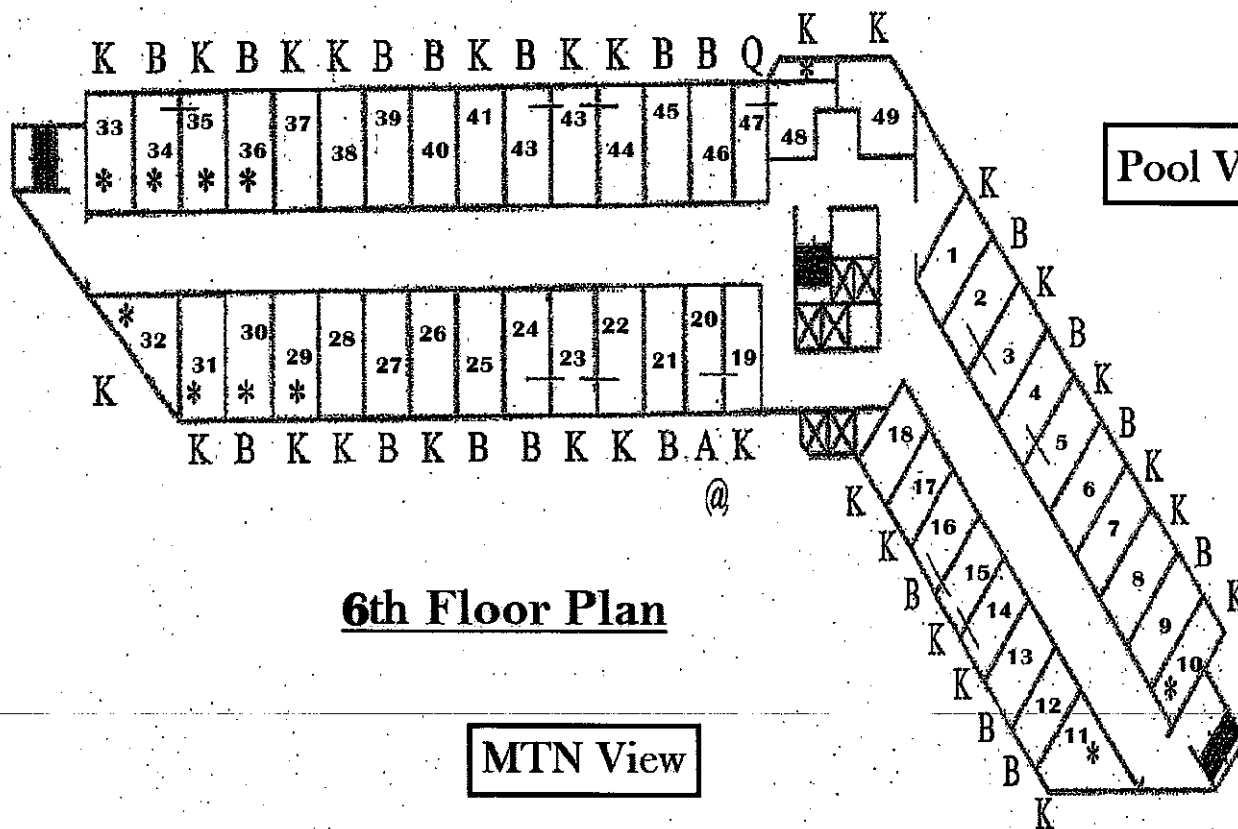 K K
K B K B K K B B K B K K B B Q
33 34 35 36 37 38 39 40 41 43 43 44 45 46 47 48 49
* * * * *
Pool V
K
B
K
B
K
B
K
K
B
K
1
2
3
4
5
6
7
8
9
10
*
* 32 31 30 29 28 27 26 25 24 23 22 21 20 19
* * *
K
K B K K B K B B K K B A K
@
18
17
16
15
14
13
12
11 *
K
K
B
K
K
B
B
K
6th Floor Plan
MTN View